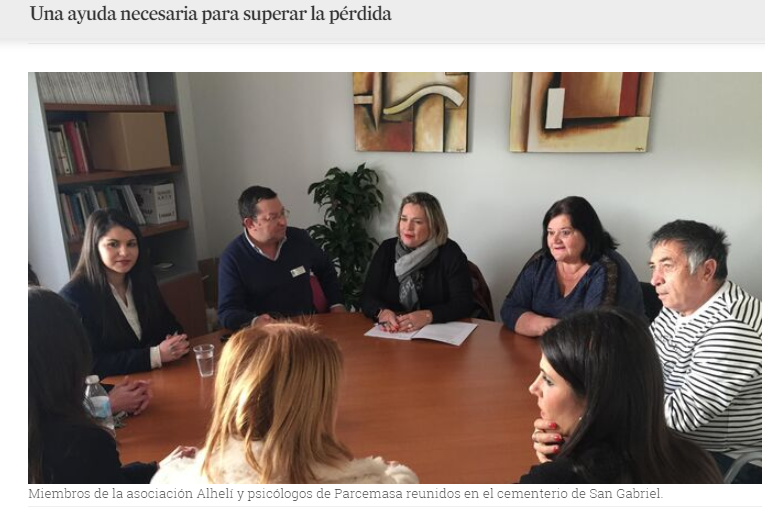 Una ayuda necesaria para superar la pérdida
Miembros de la asociación Alhelí y psicólogos de Parcemasa reunidos en el cementerio de San Gabriel.